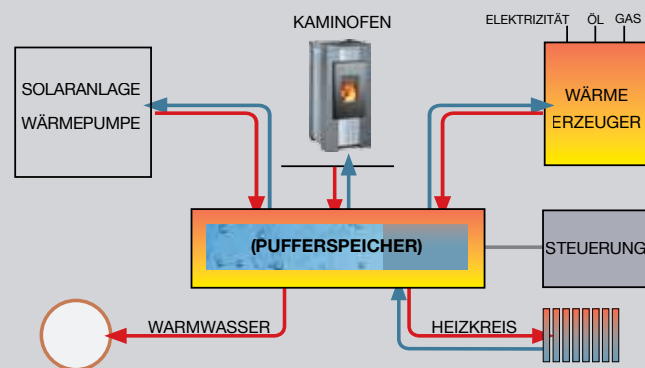 KAMINOFEN
ELEKTRIZITÄT ÖL GAS
SOLARANLAGE
WÄRMEPUMPE
WÄRME
ERZEUGER
(PUFFERSPEICHER)
STEUERUNG
WARMWASSER
HEIZKREIS